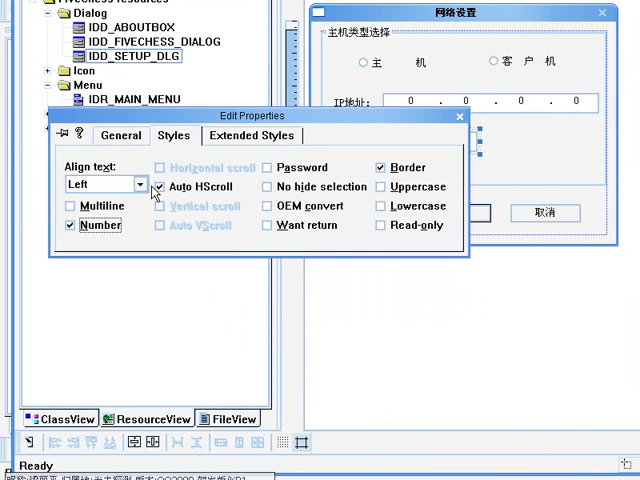 FiveChess resources
Dialog
IDD_ABOUTBOX
IDD_FIVECHESS_DIALOG
IDD_SETUP_DLG
Icon
Menu
IDR_MAIN_MENU
网络设置
主机类型选择
主 机
客 户 机
IP地址:
0 . 0 . 0 . 0
取消
Edit Properties
General Styles Extended Styles
Align text:
Left
Horizontal scroll
Password
Border
Auto HScroll
No hide selection
Uppercase
Multiline
Vertical scroll
OEM convert
Lowercase
Number
Auto VScroll
Want return
Read-only
ClassView ResourceView FileView
Ready